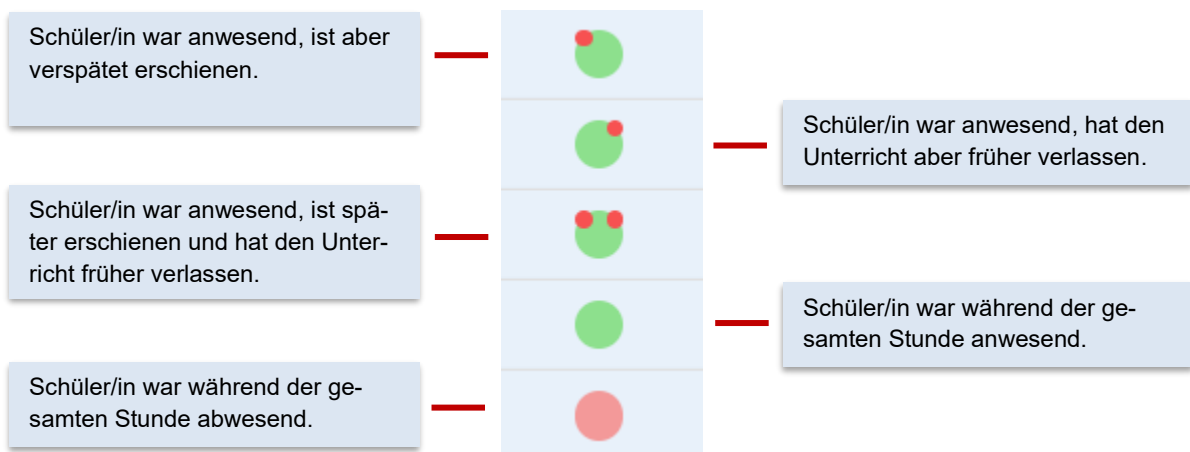 Schüler/in war anwesend, ist aber
verspätet erschienen.
Schüler/in war anwesend, hat den
Unterricht aber früher verlassen.
Schüler/in war anwesend, ist spä-
ter erschienen und hat den Unter-
richt früher verlassen.
Schüler/in war während der ge-
samten Stunde anwesend.
Schüler/in war während der ge-
samten Stunde abwesend.